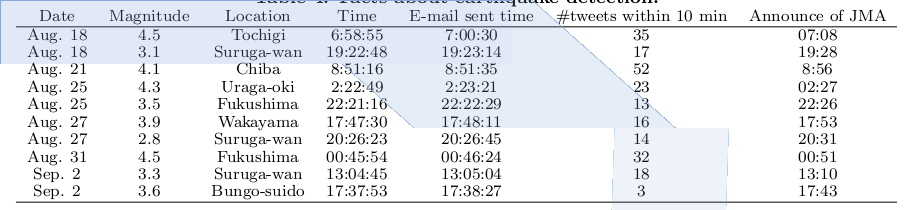 Table 4: Facts about earthquake detection.
Date Magnitude Location Time E-mail sent time #tweets within 10 min Announce of JMA
Aug. 18 4.5 Tochigi 6:58:55 7:00:30 35 07:08
Aug. 18 3.1 Suruga-wan 19:22:48 19:23:14 17 19:28
Aug. 21 4.1 Chiba 8:51:16 8:51:35 52 8:56
Aug. 25 4.3 Uraga-oki 2:22:49 2:23:21 23 02:27
Aug. 25 3.5 Fukushima 22:21:16 22:22:29 13 22:26
Aug. 27 3.9 Wakayama 17:47:30 17:48:11 16 17:53
Aug. 27 2.8 Suruga-wan 20:26:23 20:26:45 14 20:31
Aug. 31 4.5 Fukushima 00:45:54 00:46:24 32 00:51
Sep. 2 3.3 Suruga-wan 13:04:45 13:05:04 18 13:10
Sep. 2 3.6 Bungo-suido 17:37:53 17:38:27 3 17:43